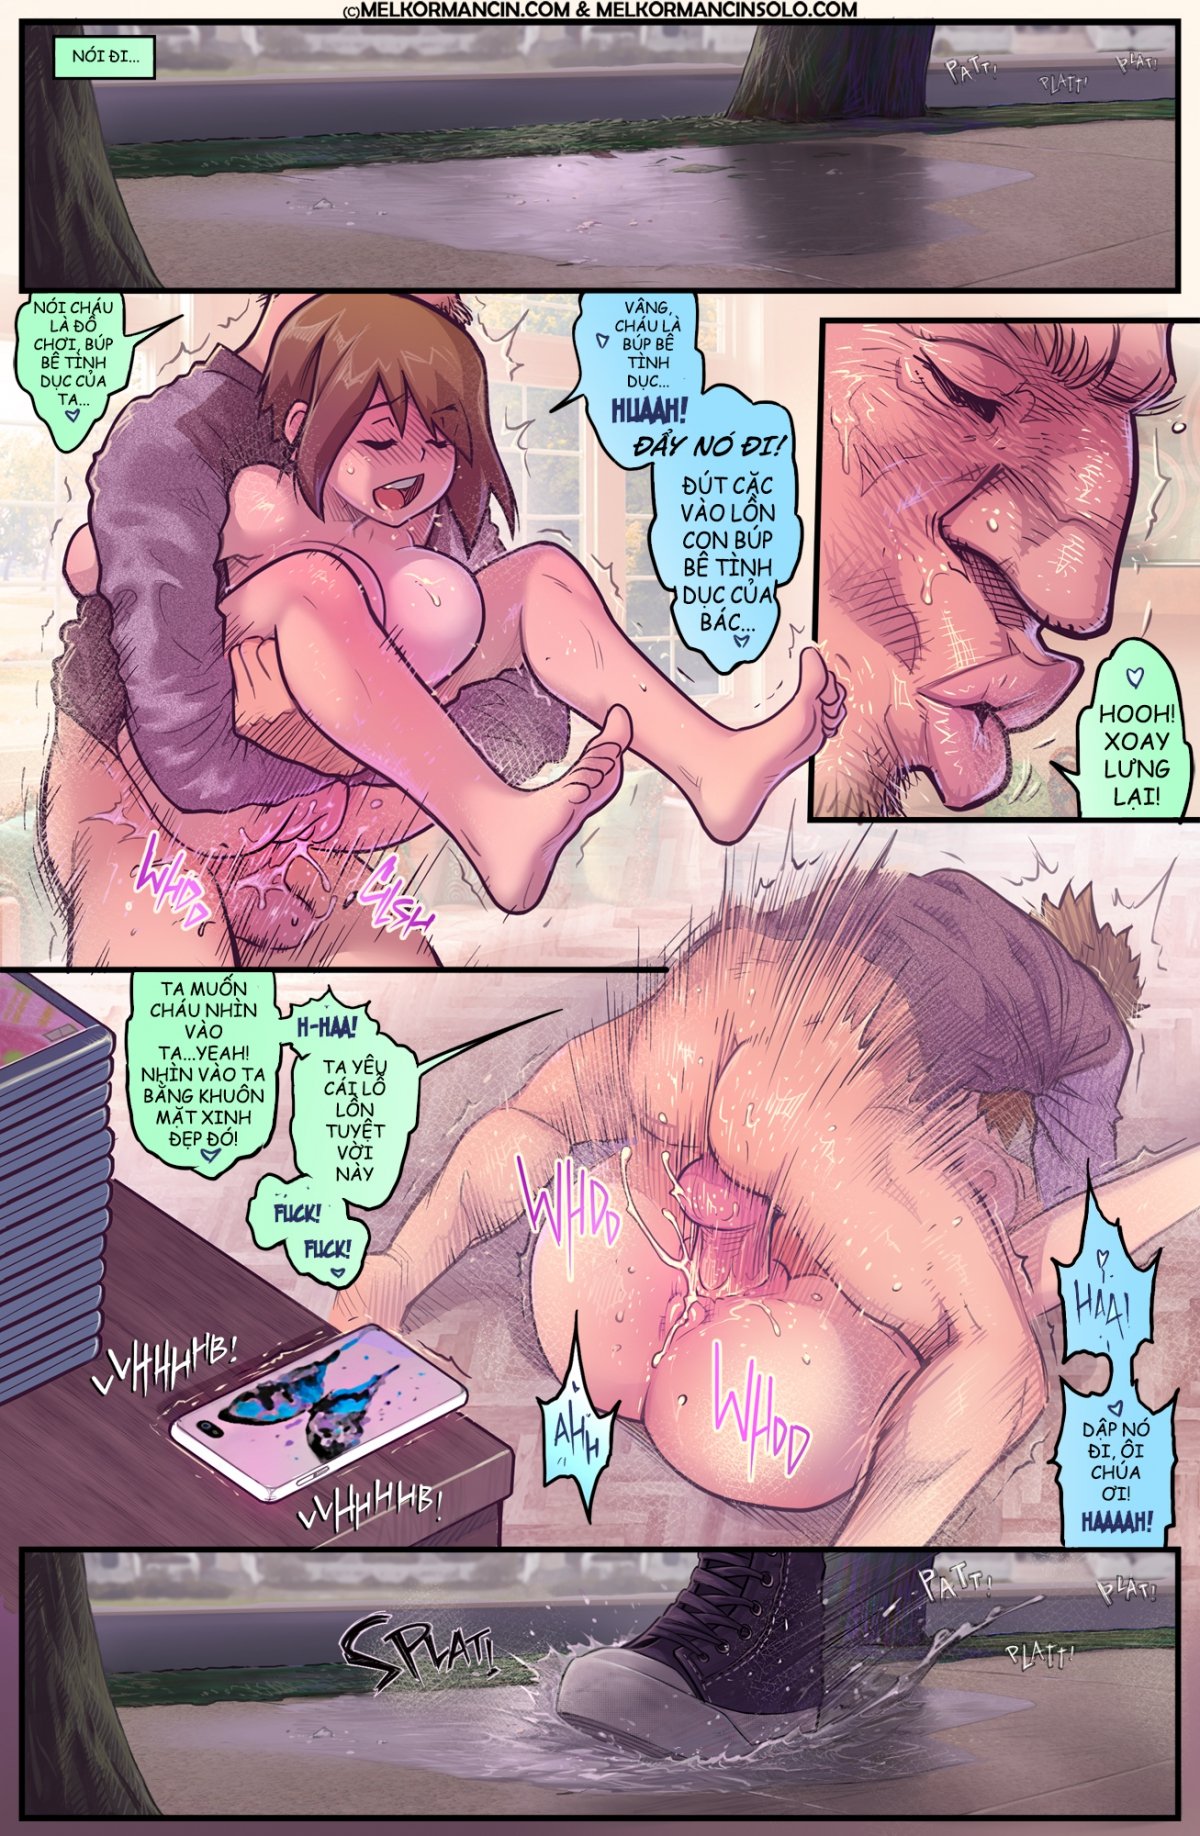 (C)MELKORMANCIN.COM & MELKORMANCINSOLO.COM
NÓI ĐI...
PATT!
PLATT!
PLAT!
NÓI CHÁU
LÀ ĐỒ
CHƠI, BÚP
BÊ TÌNH
DỤC CỦA
TA...
VÂNG,
CHÁU LÀ
BÚP BÊ
TÌNH
DỤC...
HUAAH!
ĐẨY NÓ ĐI!
ĐÚT CẶC
VÀO LỒN
CON BÚP
BÊ TÌNH
DỤC CỦA
BÁC...
HOOH!
XOAY
LƯNG
LẠI!
WHDD
CLSH
TA MUỐN
CHÁU NHÌN
VÀO
TA...YEAH!
NHÌN VÀO TA
BẰNG KHUÔN
MẶT XINH
ĐẸP ĐÓ!
H-HAA!
TA YÊU
CÁI LỖ
LỒN
TUYỆT
VỜI
NÀY
FUCK!
FUCK!
WHDD
HAA!
VVHHHHB!
WHDD
AHH
DẬP NÓ
ĐI, ÔI
CHÚA
ƠI!
HAAAAH!
VVHHHHHB!
PATT!
PLAT!
SPLAT!
PLATT!